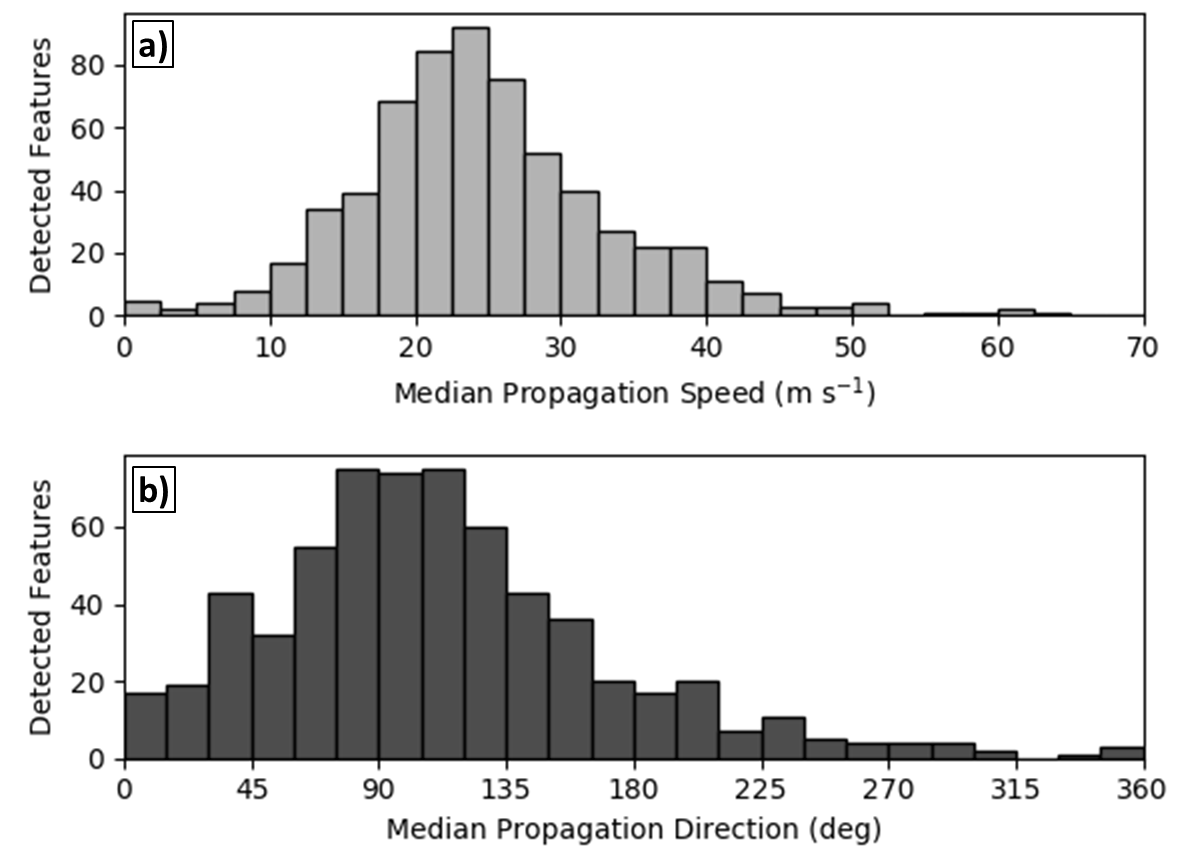 a)
Detected Features
80
60
40
20
0
0 10 20 30 40 50 60 70
Median Propagation Speed (m s⁻¹)
b)
Detected Features
60
40
20
0
0 45 90 135 180 225 270 315 360
Median Propagation Direction (deg)